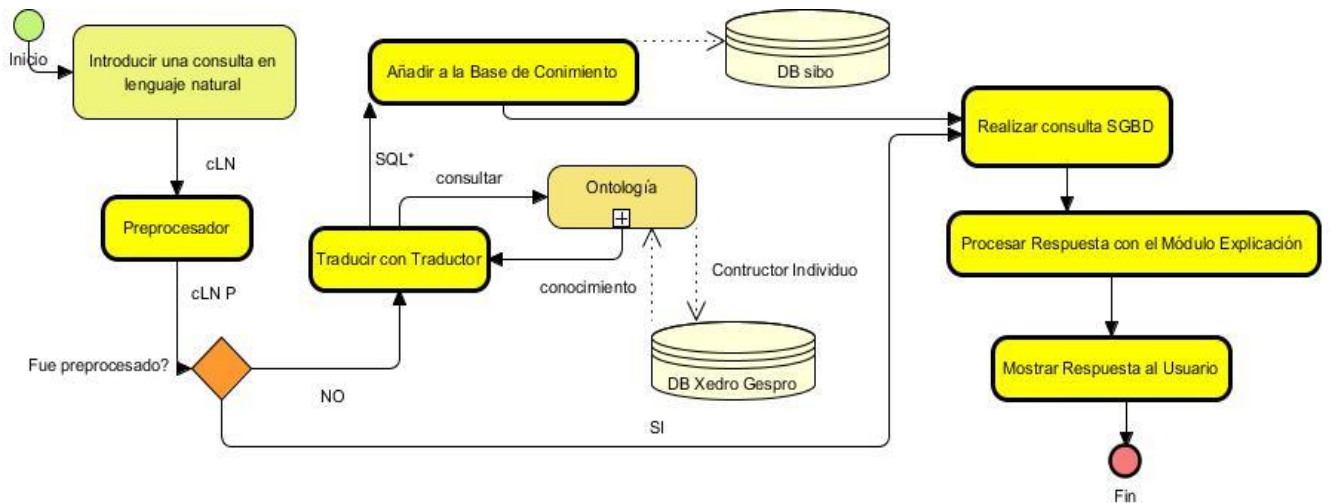 Inicio
Introducir una consulta en
lenguaje natural
cLN
Preprocesador
cLN P
Fue preprocesado?
NO
SI
Traducir con Traductor
SQL*
consultar
Añadir a la Base de Conimiento
DB sibo
Ontología
conocimiento
Contructor Individuo
DB Xedro Gespro
Realizar consulta SGBD
Procesar Respuesta con el Módulo Explicación
Mostrar Respuesta al Usuario
Fin